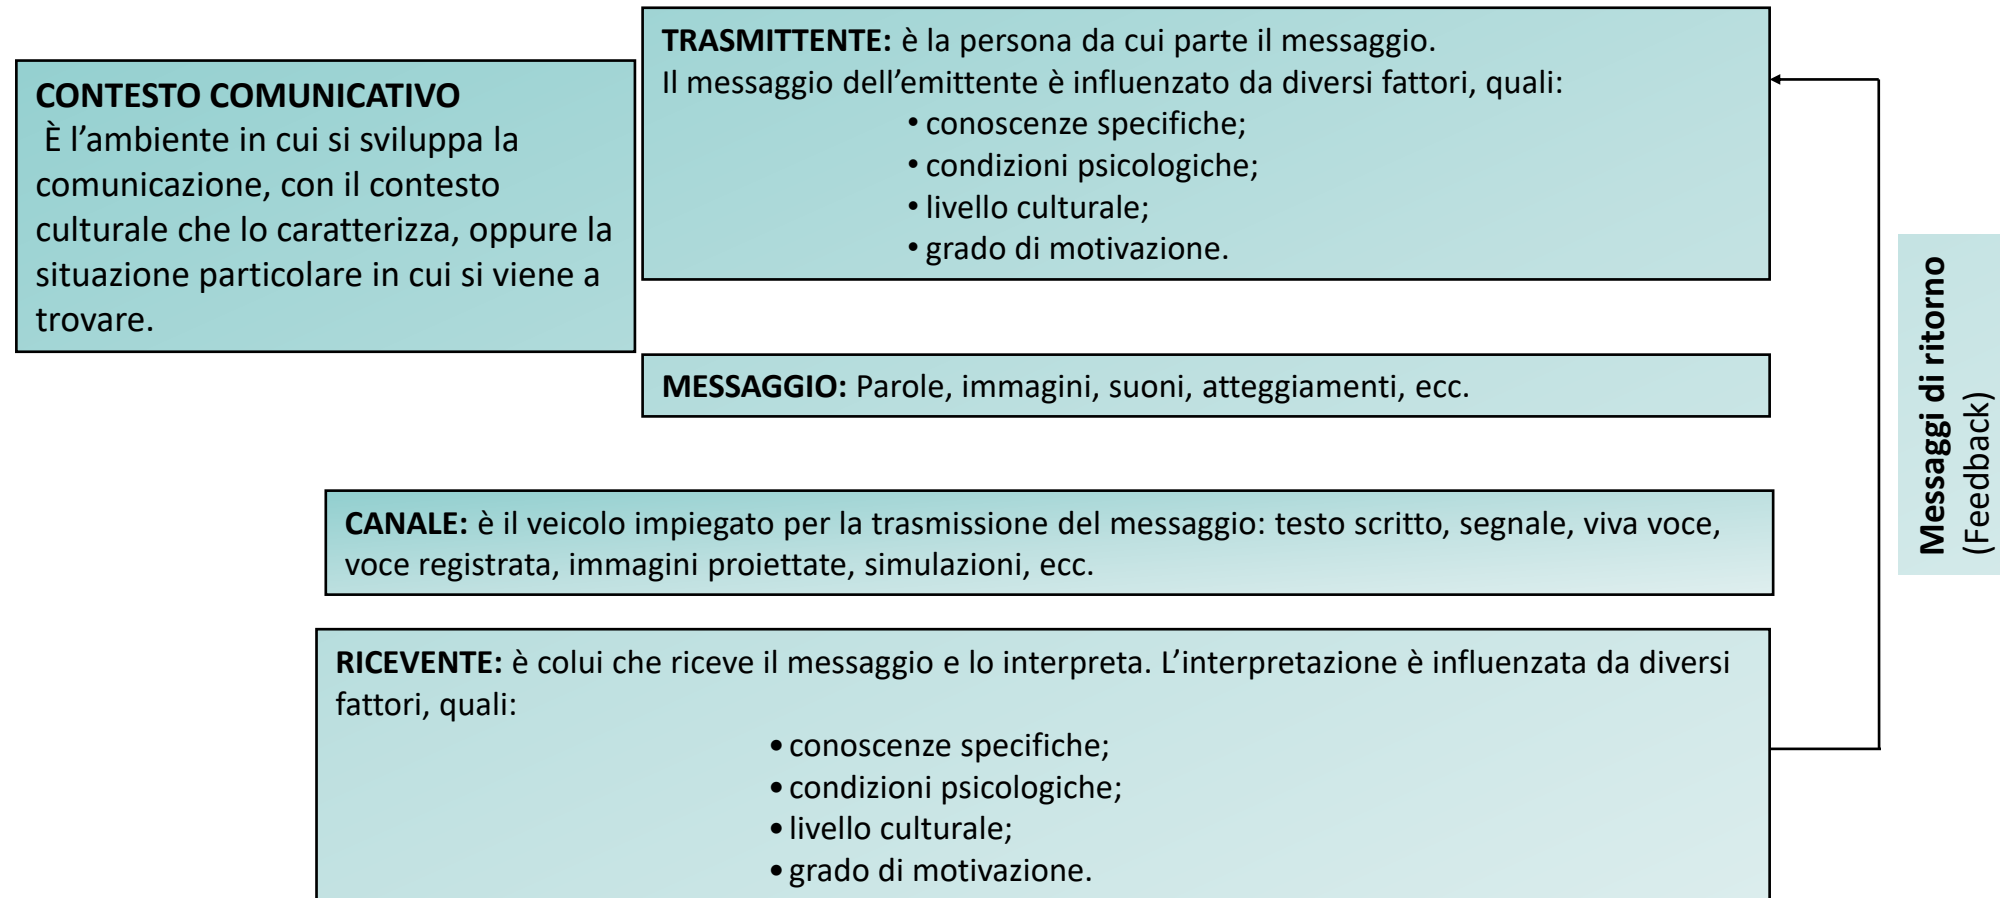 CONTESTO COMUNICATIVO
È l’ambiente in cui si sviluppa la
comunicazione, con il contesto
culturale che lo caratterizza, oppure la
situazione particolare in cui si viene a
trovare.
TRASMITTENTE: è la persona da cui parte il messaggio.
Il messaggio dell’emittente è influenzato da diversi fattori, quali:
• conoscenze specifiche;
• condizioni psicologiche;
• livello culturale;
• grado di motivazione.
MESSAGGIO: Parole, immagini, suoni, atteggiamenti, ecc.
CANALE: è il veicolo impiegato per la trasmissione del messaggio: testo scritto, segnale, viva voce,
voce registrata, immagini proiettate, simulazioni, ecc.
RICEVENTE: è colui che riceve il messaggio e lo interpreta. L’interpretazione è influenzata da diversi
fattori, quali:
• conoscenze specifiche;
• condizioni psicologiche;
• livello culturale;
• grado di motivazione.
Messaggi di ritorno
(Feedback)